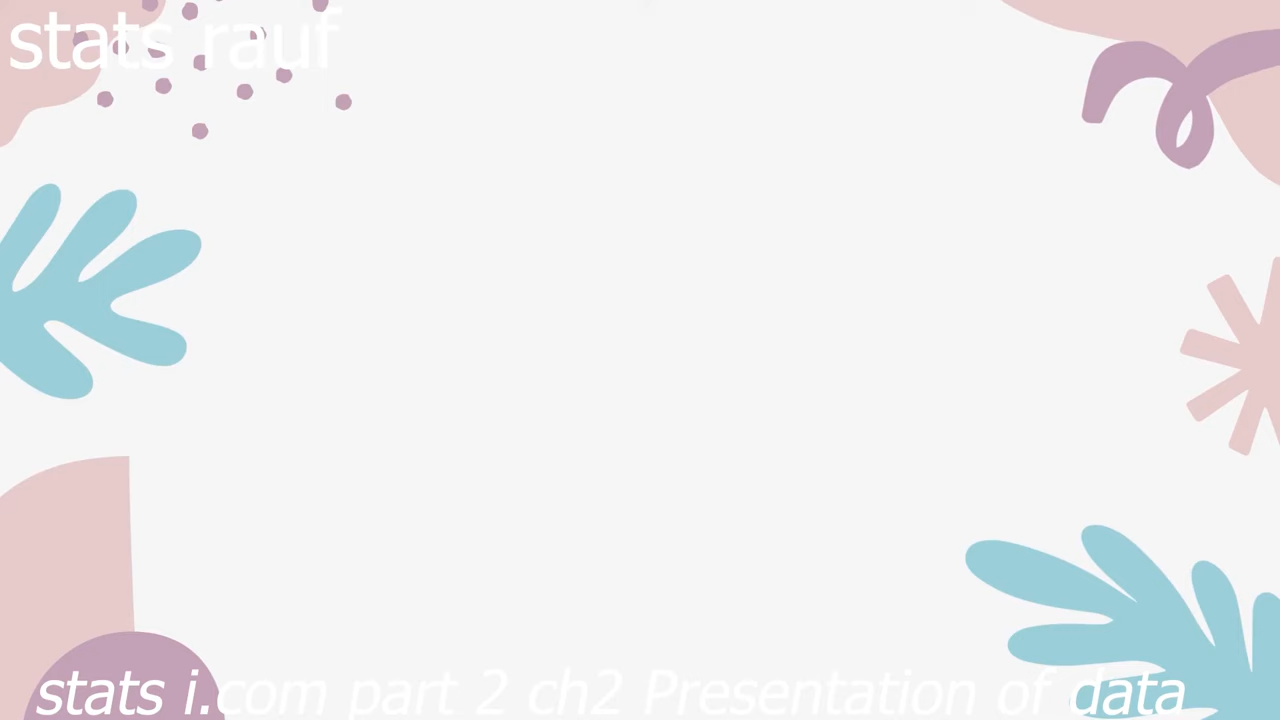 stats rauf
stats i.com part 2 ch2 Presentation of data